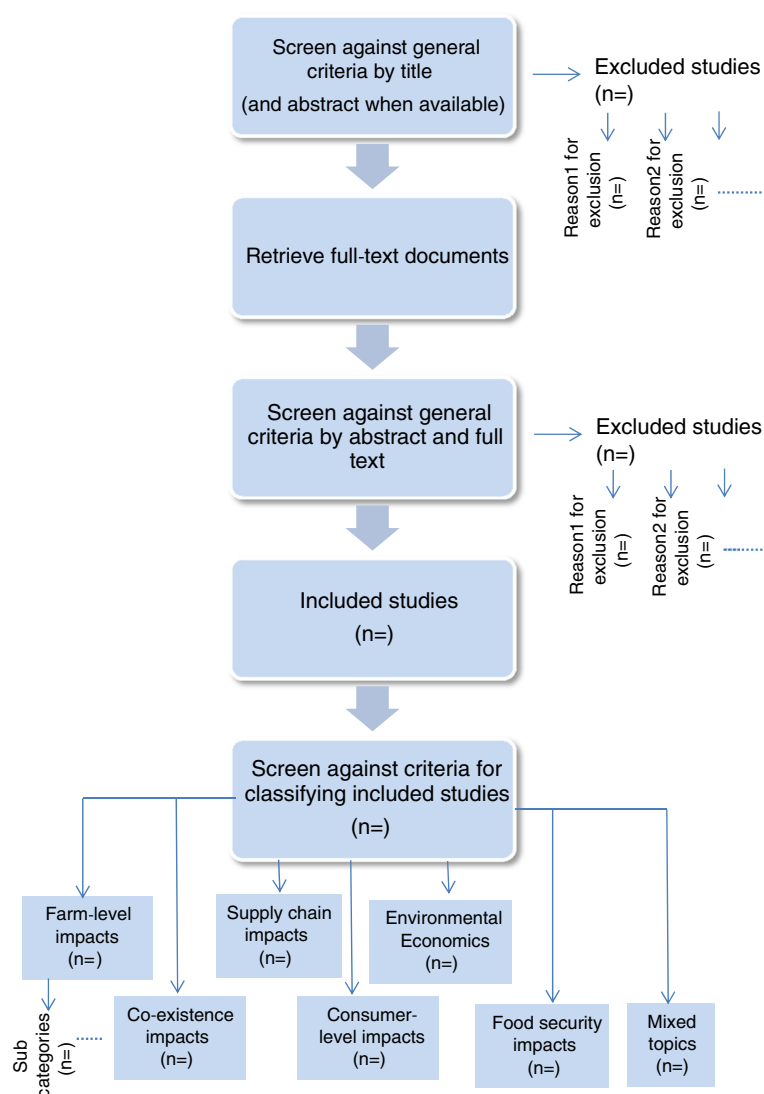 Screen against general
criteria by title
(and abstract when available)
Excluded studies
(n=)
Reason1 for
exclusion
(n=)
Reason2 for
exclusion
(n=)
Retrieve full-text documents
Screen against general
criteria by abstract and full
text
Excluded studies
(n=)
Reason1 for
exclusion
(n=)
Reason2 for
exclusion
(n=)
Included studies
(n=)
Screen against criteria for
classifying included studies
(n=)
Farm-level
impacts
(n=)
Supply chain
impacts
(n=)
Environmental
Economics
(n=)
Sub
categories
(n=)
Co-existence
impacts
(n=)
Consumer-
level impacts
(n=)
Food security
impacts
(n=)
Mixed
topics
(n=)